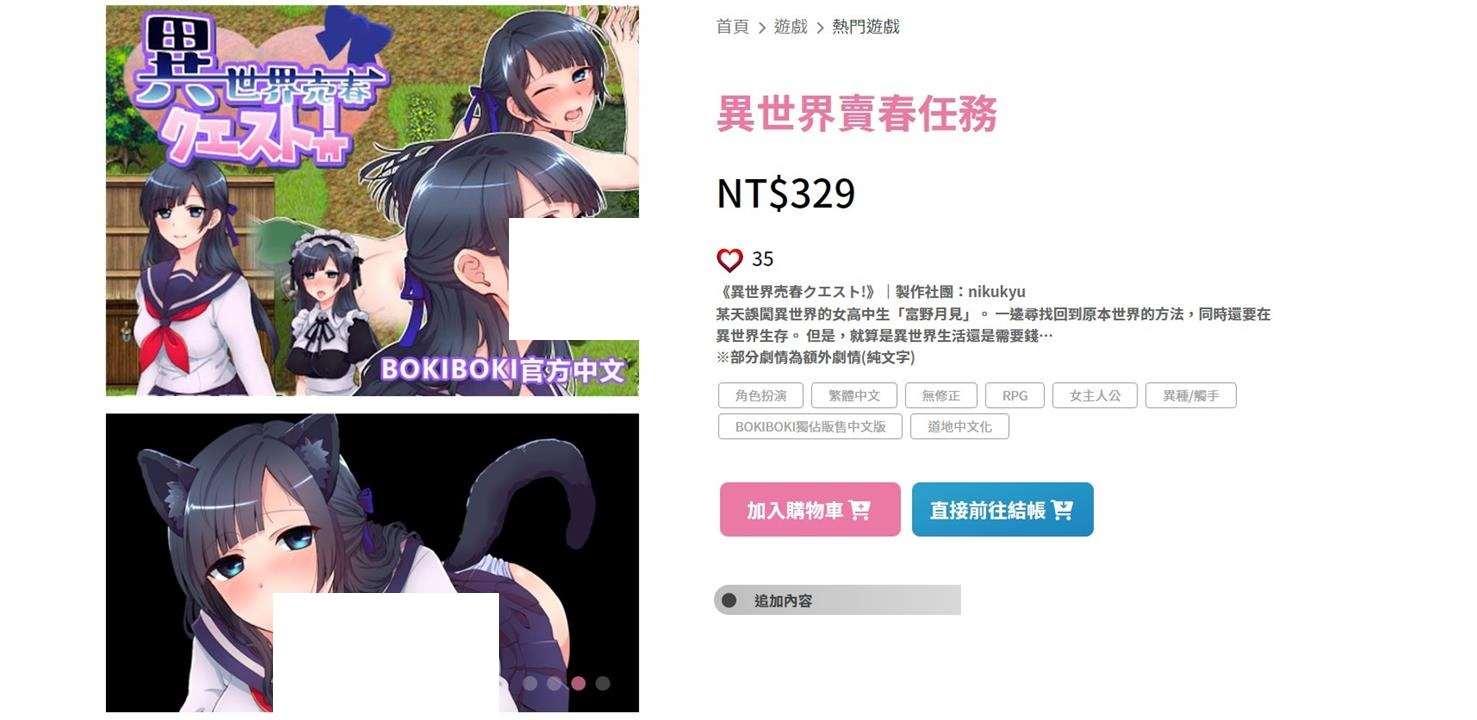 異世界売春
クエスト!
BOKIBOKI官方中文
首頁 > 遊戲 > 熱門遊戲
異世界賣春任務
NT$329
35
《異世界売春クエスト!》｜製作社團：nikukyu
某天誤闖異世界的女高中生「富野月見」。 一邊尋找回到原本世界的方法，同時還要在
異世界生存。 但是，就算是異世界生活還是需要錢…
※部分劇情為額外劇情(純文字)
角色扮演 繁體中文 無修正 RPG 女主人公 異種/觸手
BOKIBOKI獨佔販售中文版 道地中文化
加入購物車 直接前往結帳
追加內容